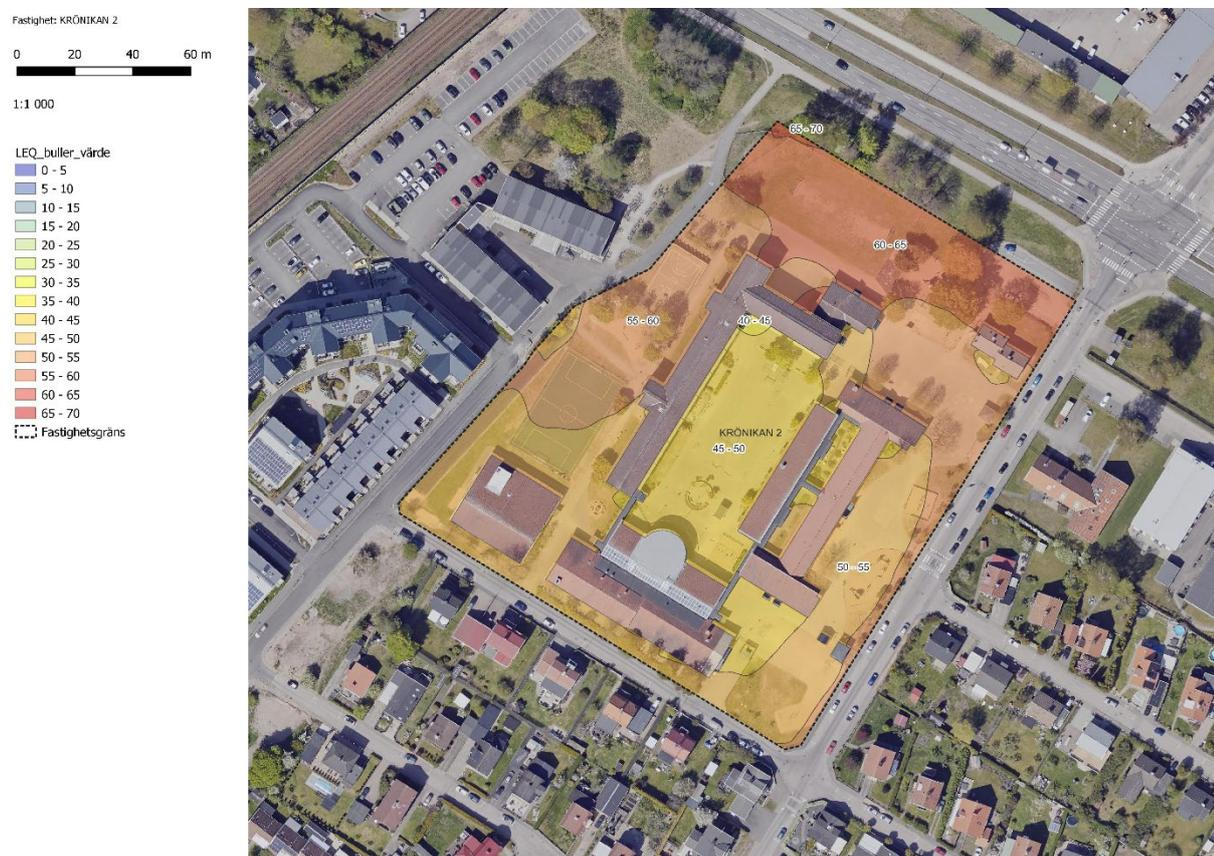 Fastighet: KRÖNIKAN 2
0 20 40 60 m
1:1 000
LEQ_buller_värde
0 - 5
5 - 10
10 - 15
15 - 20
20 - 25
25 - 30
30 - 35
35 - 40
40 - 45
45 - 50
50 - 55
55 - 60
60 - 65
65 - 70
Fastighetsgräns
65 - 70
60 - 65
55 - 60
40 - 45
KRÖNIKAN 2
45 - 50
50 - 55